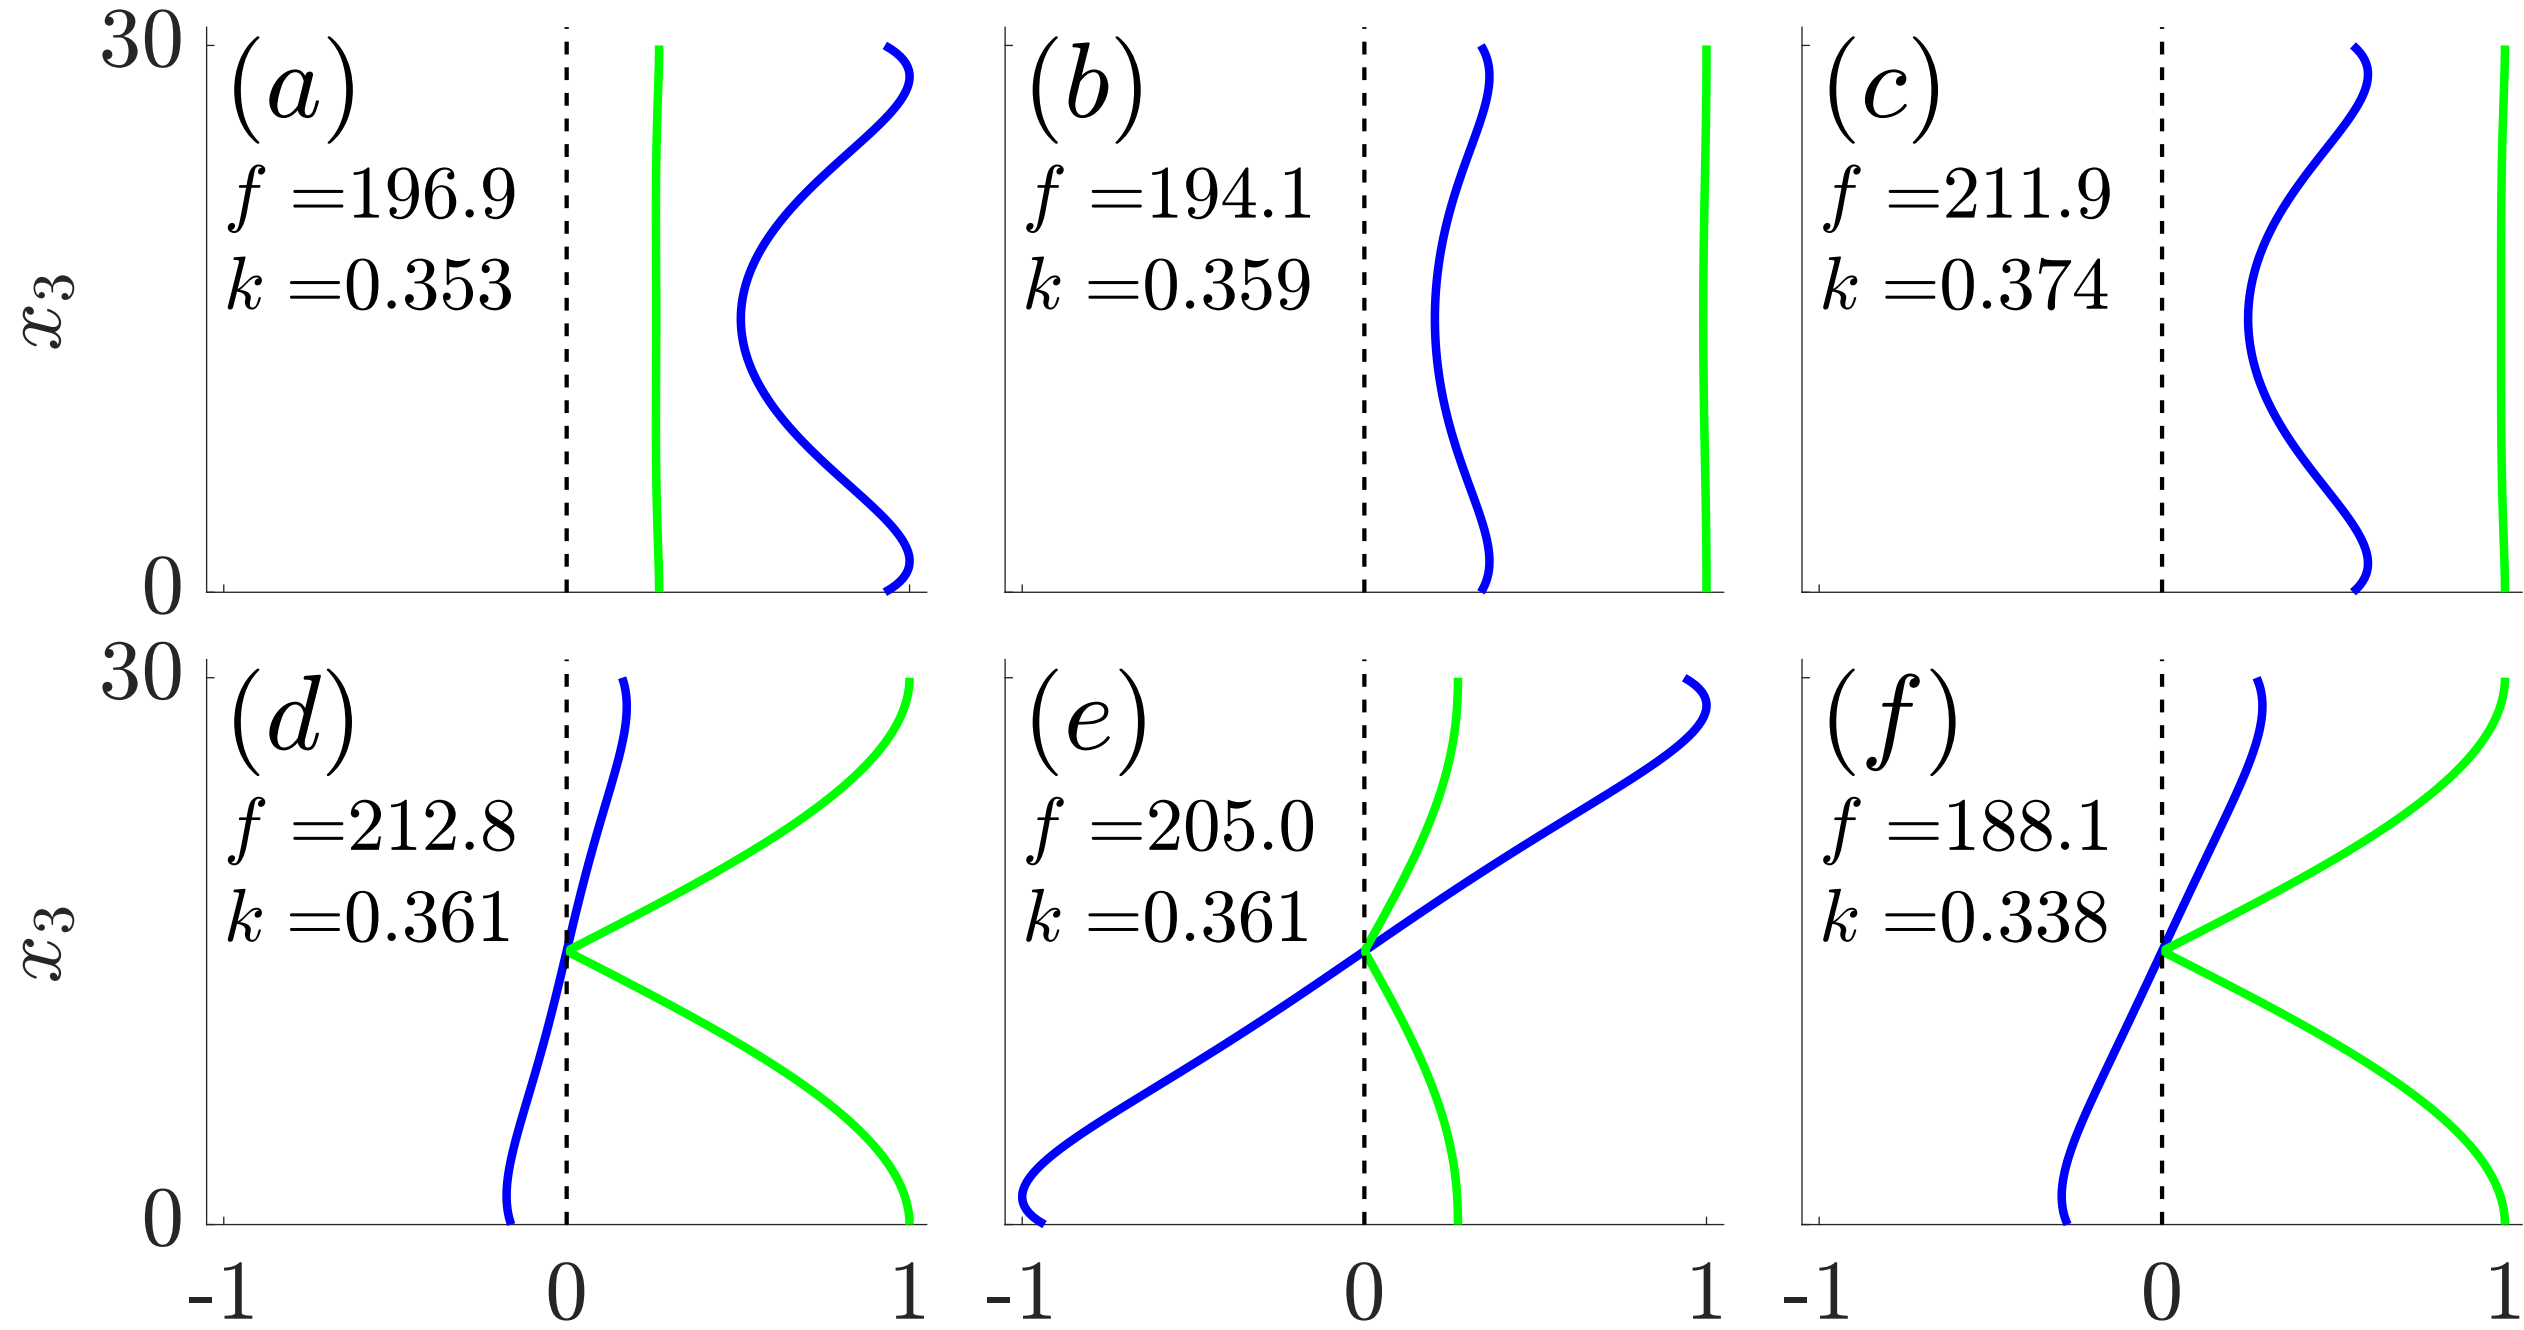 30
0
x3
(a)
f =196.9
k =0.353
(b)
f =194.1
k =0.359
(c)
f =211.9
k =0.374
30
0
x3
(d)
f =212.8
k =0.361
(e)
f =205.0
k =0.361
(f)
f =188.1
k =0.338
-1 0 1
-1 0 1
-1 0 1